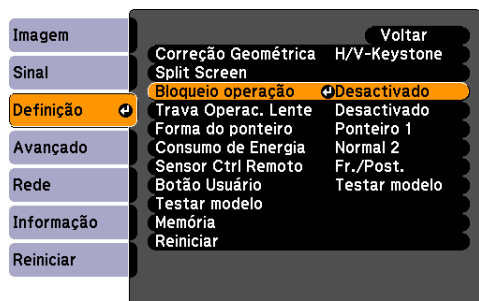 Imagem
Sinal
Definição
Avançado
Rede
Informação
Reiniciar
Voltar
Correção Geométrica H/V-Keystone
Split Screen
Bloqueio operação Desactivado
Trava Operac. Lente Desactivado
Forma do ponteiro Ponteiro 1
Consumo de Energia Normal 2
Sensor Ctrl Remoto Fr./Post.
Botão Usuário Testar modelo
Testar modelo
Memória
Reiniciar